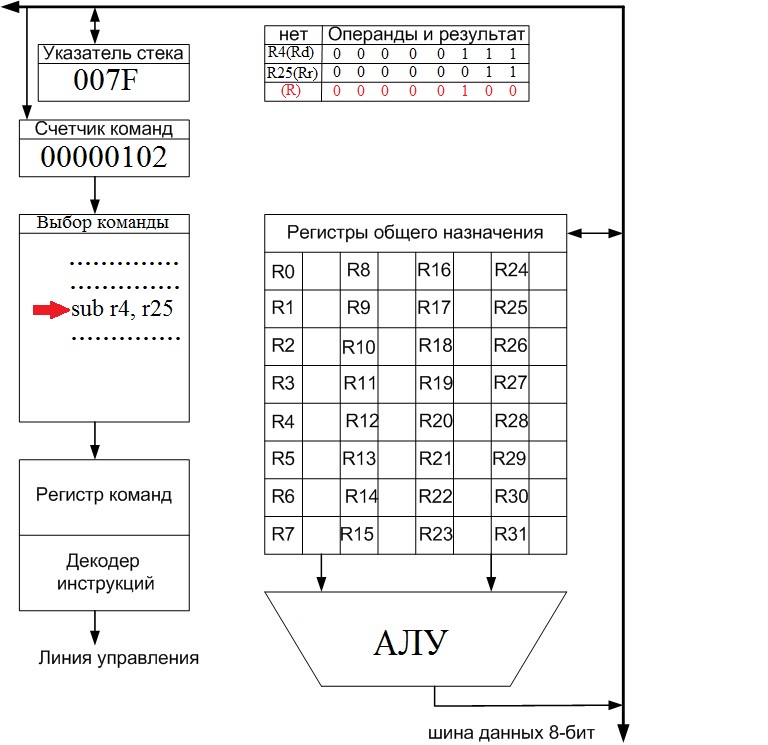 Указатель стека
007F
нет Операнды и результат
R4(Rd) 0 0 0 0 0 1 1 1
R25(Rr) 0 0 0 0 0 0 1 1
(R) 0 0 0 0 0 1 0 0
Счетчик команд
00000102
Выбор команды
..............
..............
sub r4, r25
..............
Регистр команд
Декодер
инструкций
Линия управления
Регистры общего назначения
R0 R8 R16 R24
R1 R9 R17 R25
R2 R10 R18 R26
R3 R11 R19 R27
R4 R12 R20 R28
R5 R13 R21 R29
R6 R14 R22 R30
R7 R15 R23 R31
АЛУ
шина данных 8-бит